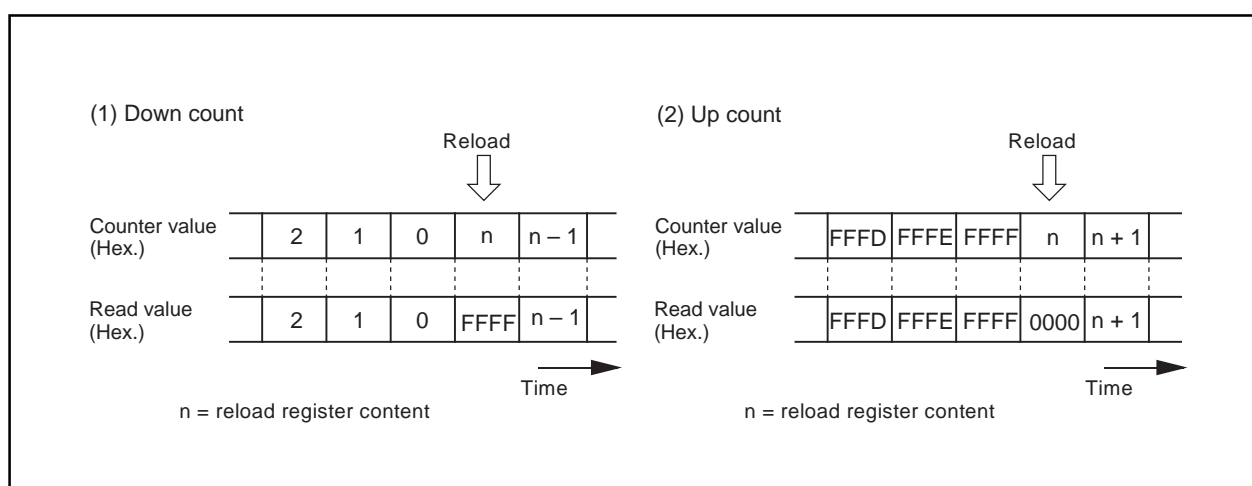 (1) Down count
Reload
Counter value
(Hex.)
2 1 0 n n – 1
Read value
(Hex.)
2 1 0 FFFF n – 1
Time
n = reload register content
(2) Up count
Reload
Counter value
(Hex.)
FFFD FFFE FFFF n n + 1
Read value
(Hex.)
FFFD FFFE FFFF 0000 n + 1
Time
n = reload register content